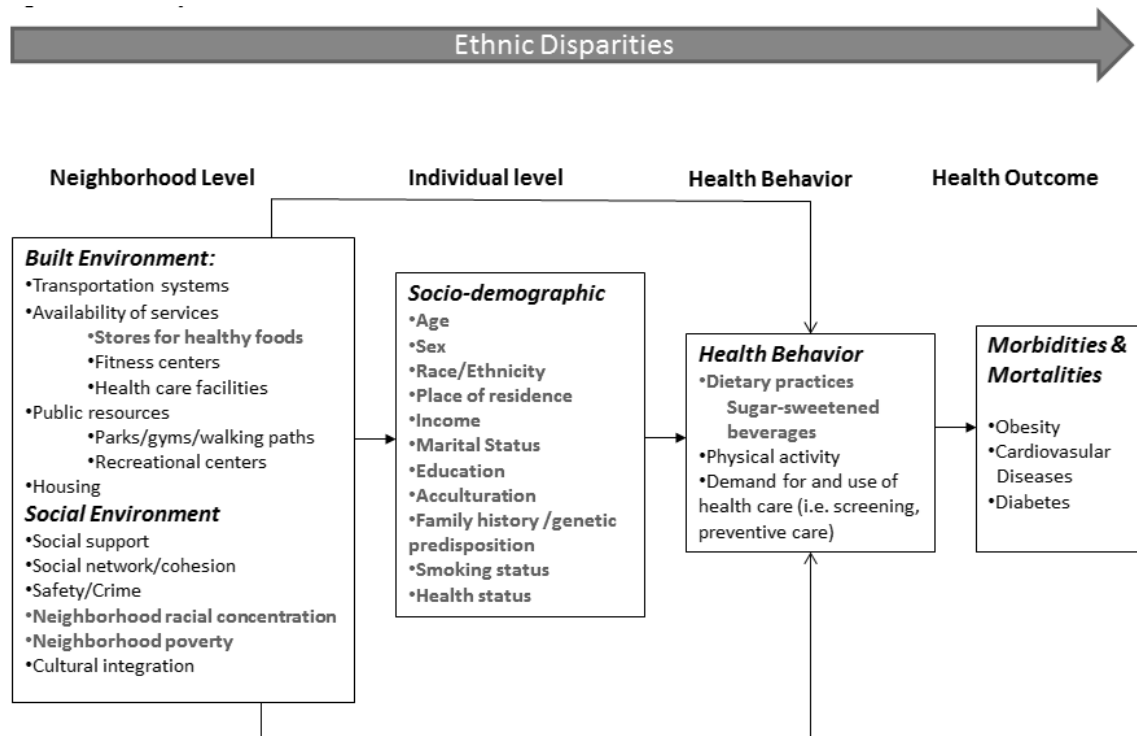 Ethnic Disparities
Neighborhood Level
Individual level
Health Behavior
Health Outcome
Built Environment:
•Transportation systems
•Availability of services
•Stores for healthy foods
•Fitness centers
•Health care facilities
•Public resources
•Parks/gyms/walking paths
•Recreational centers
•Housing
Social Environment
•Social support
•Social network/cohesion
•Safety/Crime
•Neighborhood racial concentration
•Neighborhood poverty
•Cultural integration
Socio-demographic
•Age
•Sex
•Race/Ethnicity
•Place of residence
•Income
•Marital Status
•Education
•Acculturation
•Family history /genetic
predisposition
•Smoking status
•Health status
Health Behavior
•Dietary practices
Sugar-sweetened
beverages
•Physical activity
•Demand for and use of
health care (i.e. screening,
preventive care)
Morbidities &
Mortalities
•Obesity
•Cardiovasular
Diseases
•Diabetes